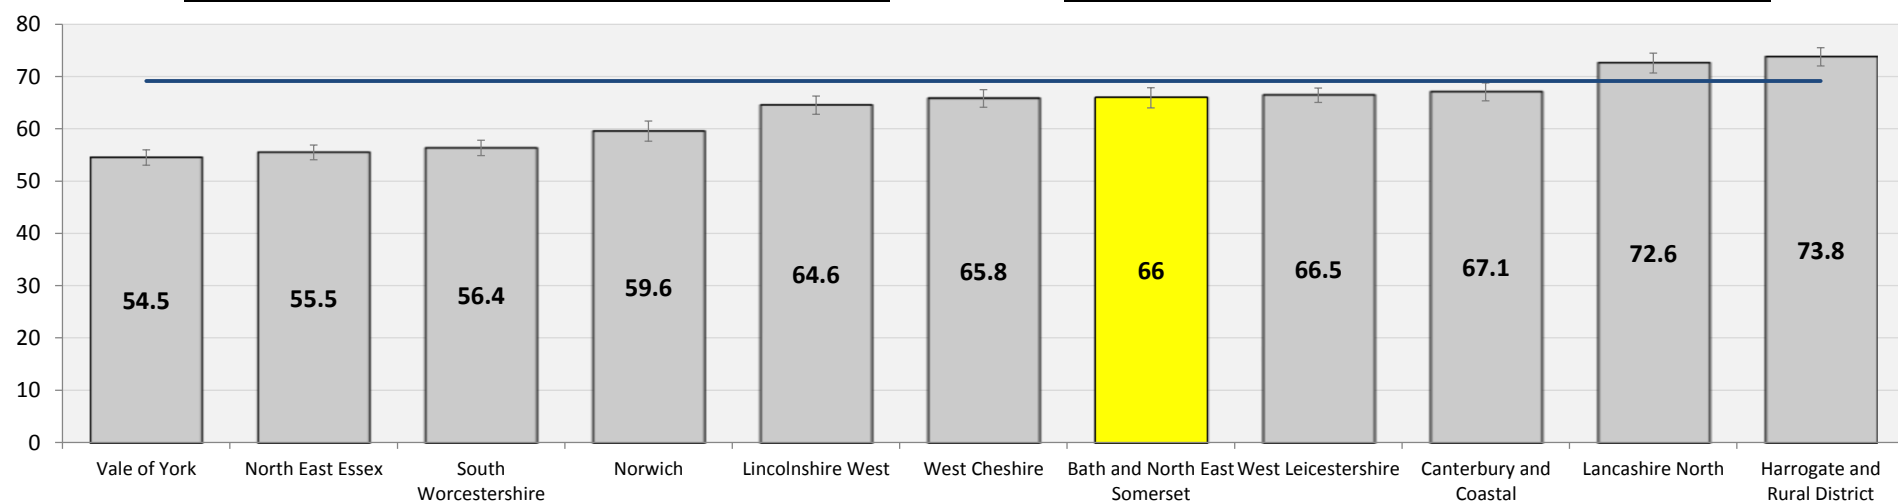 80
70
60
50
40
30
20
10
0
54.5
55.5
56.4
59.6
64.6
65.8
66
66.5
67.1
72.6
73.8
Vale of York
North East Essex
South
Worcestershire
Norwich
Lincolnshire West
West Cheshire
Bath and North East
Somerset
West Leicestershire
Canterbury and
Coastal
Lancashire North
Harrogate and
Rural District